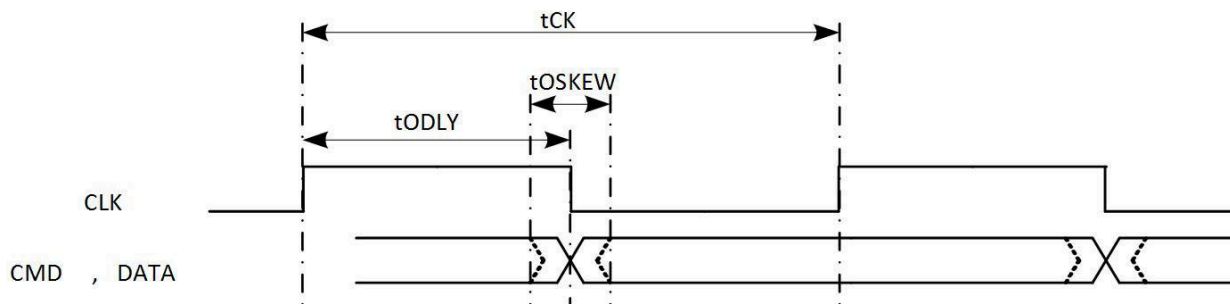 tCK
tOSKEW
tODLY
CLK
CMD , DATA